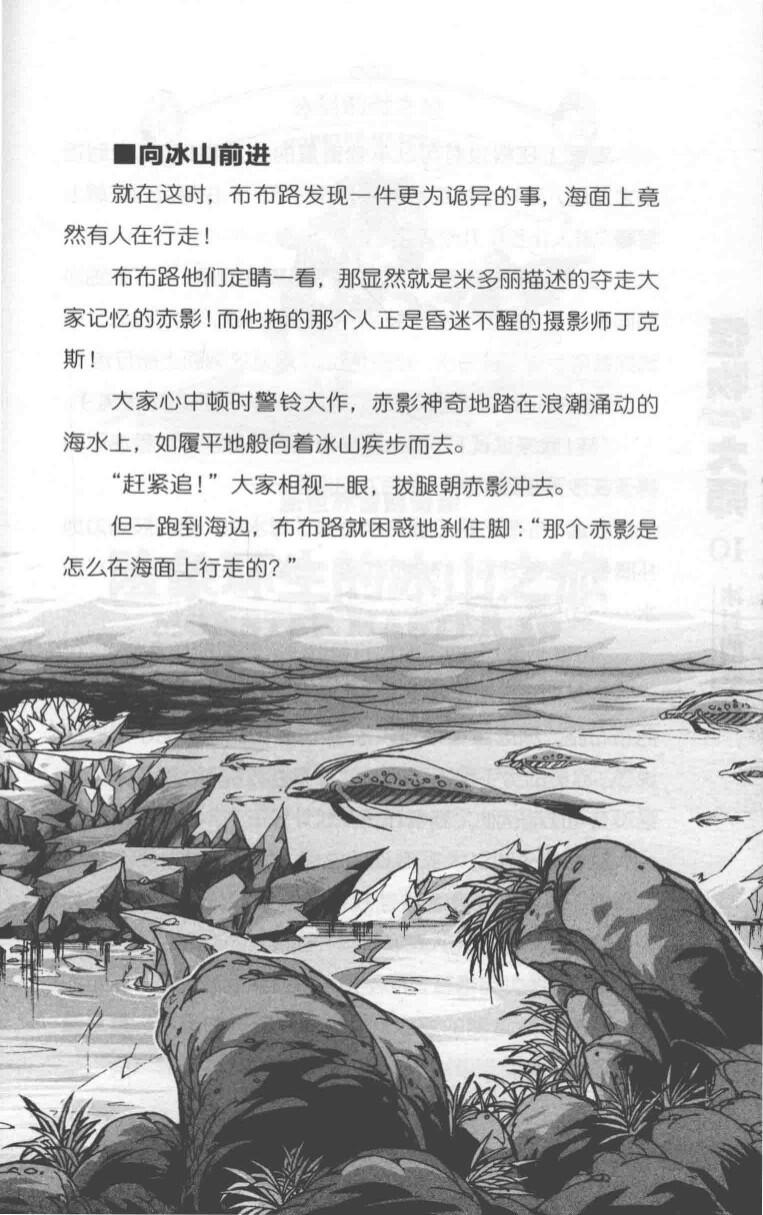 ■向冰山前进
就在这时，布布路发现一件更为诡异的事，海面上竟
然有人在行走！
布布路他们定睛一看，那显然就是米多丽描述的夺走大
家记忆的赤影！而他拖的那个人正是昏迷不醒的摄影师丁克
斯！
大家心中顿时警铃大作，赤影神奇地踏在浪潮涌动的
海水上，如履平地般向着冰山疾步而去。
“赶紧追！”大家相视一眼，拔腿朝赤影冲去。
但一跑到海边，布布路就困惑地刹住脚：“那个赤影是
怎么在海面上行走的？”